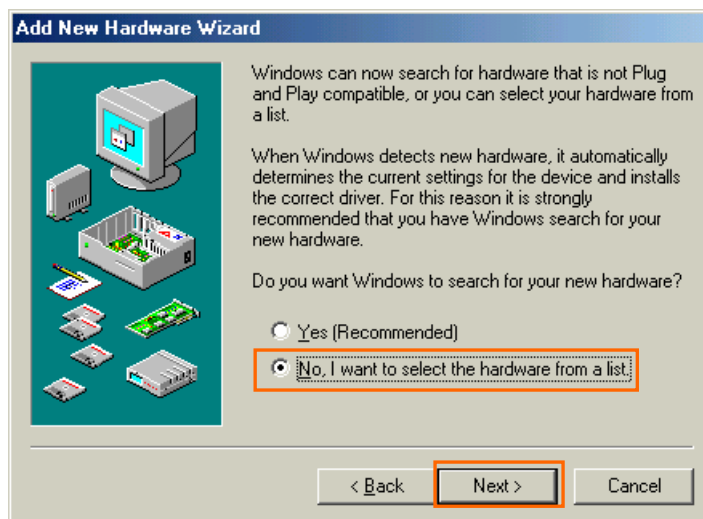 Add New Hardware Wizard
Windows can now search for hardware that is not Plug
and Play compatible, or you can select your hardware from
a list.
When Windows detects new hardware, it automatically
determines the current settings for the device and installs
the correct driver. For this reason it is strongly
recommended that you have Windows search for your
new hardware.
Do you want Windows to search for your new hardware?
Yes (Recommended)
No, I want to select the hardware from a list.
< Back Next > Cancel